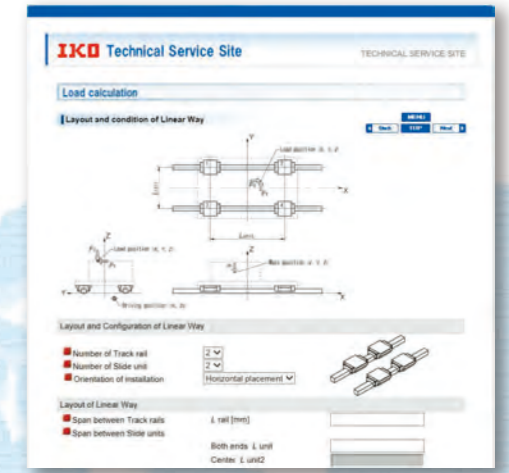 IKO Technical Service Site
TECHNICAL SERVICE SITE
Load calculation
Layout and condition of Linear Way
MENU
Back TOP Next
Y
Load position (X, Y, Z)
X
Z
Load position (X, Y, Z)
Y
Driving position (Y, Z)
Z
X
Layout and Configuration of Linear Way
Number of Track rail 2
Number of Slide unit 2
Orientation of installation Horizontal placement
Layout of Linear Way
Span between Track rails L rail [mm]
Span between Slide units
Both ends L unit
Center L unit2